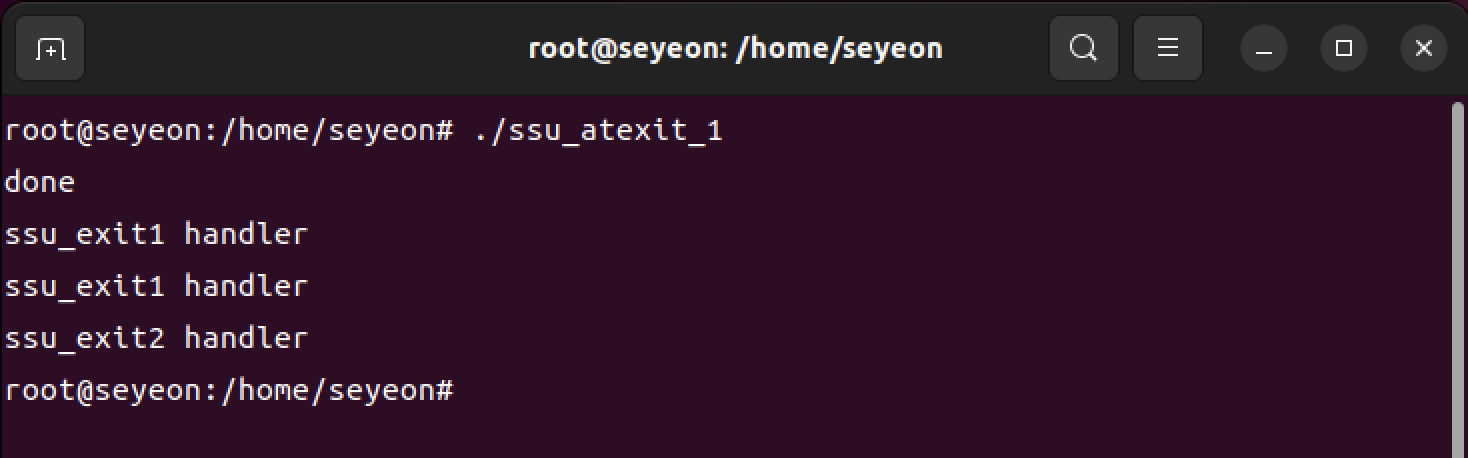 root@seyeon: /home/seyeon
root@seyeon:/home/seyeon# ./ssu_atexit_1
done
ssu_exit1 handler
ssu_exit1 handler
ssu_exit2 handler
root@seyeon:/home/seyeon#